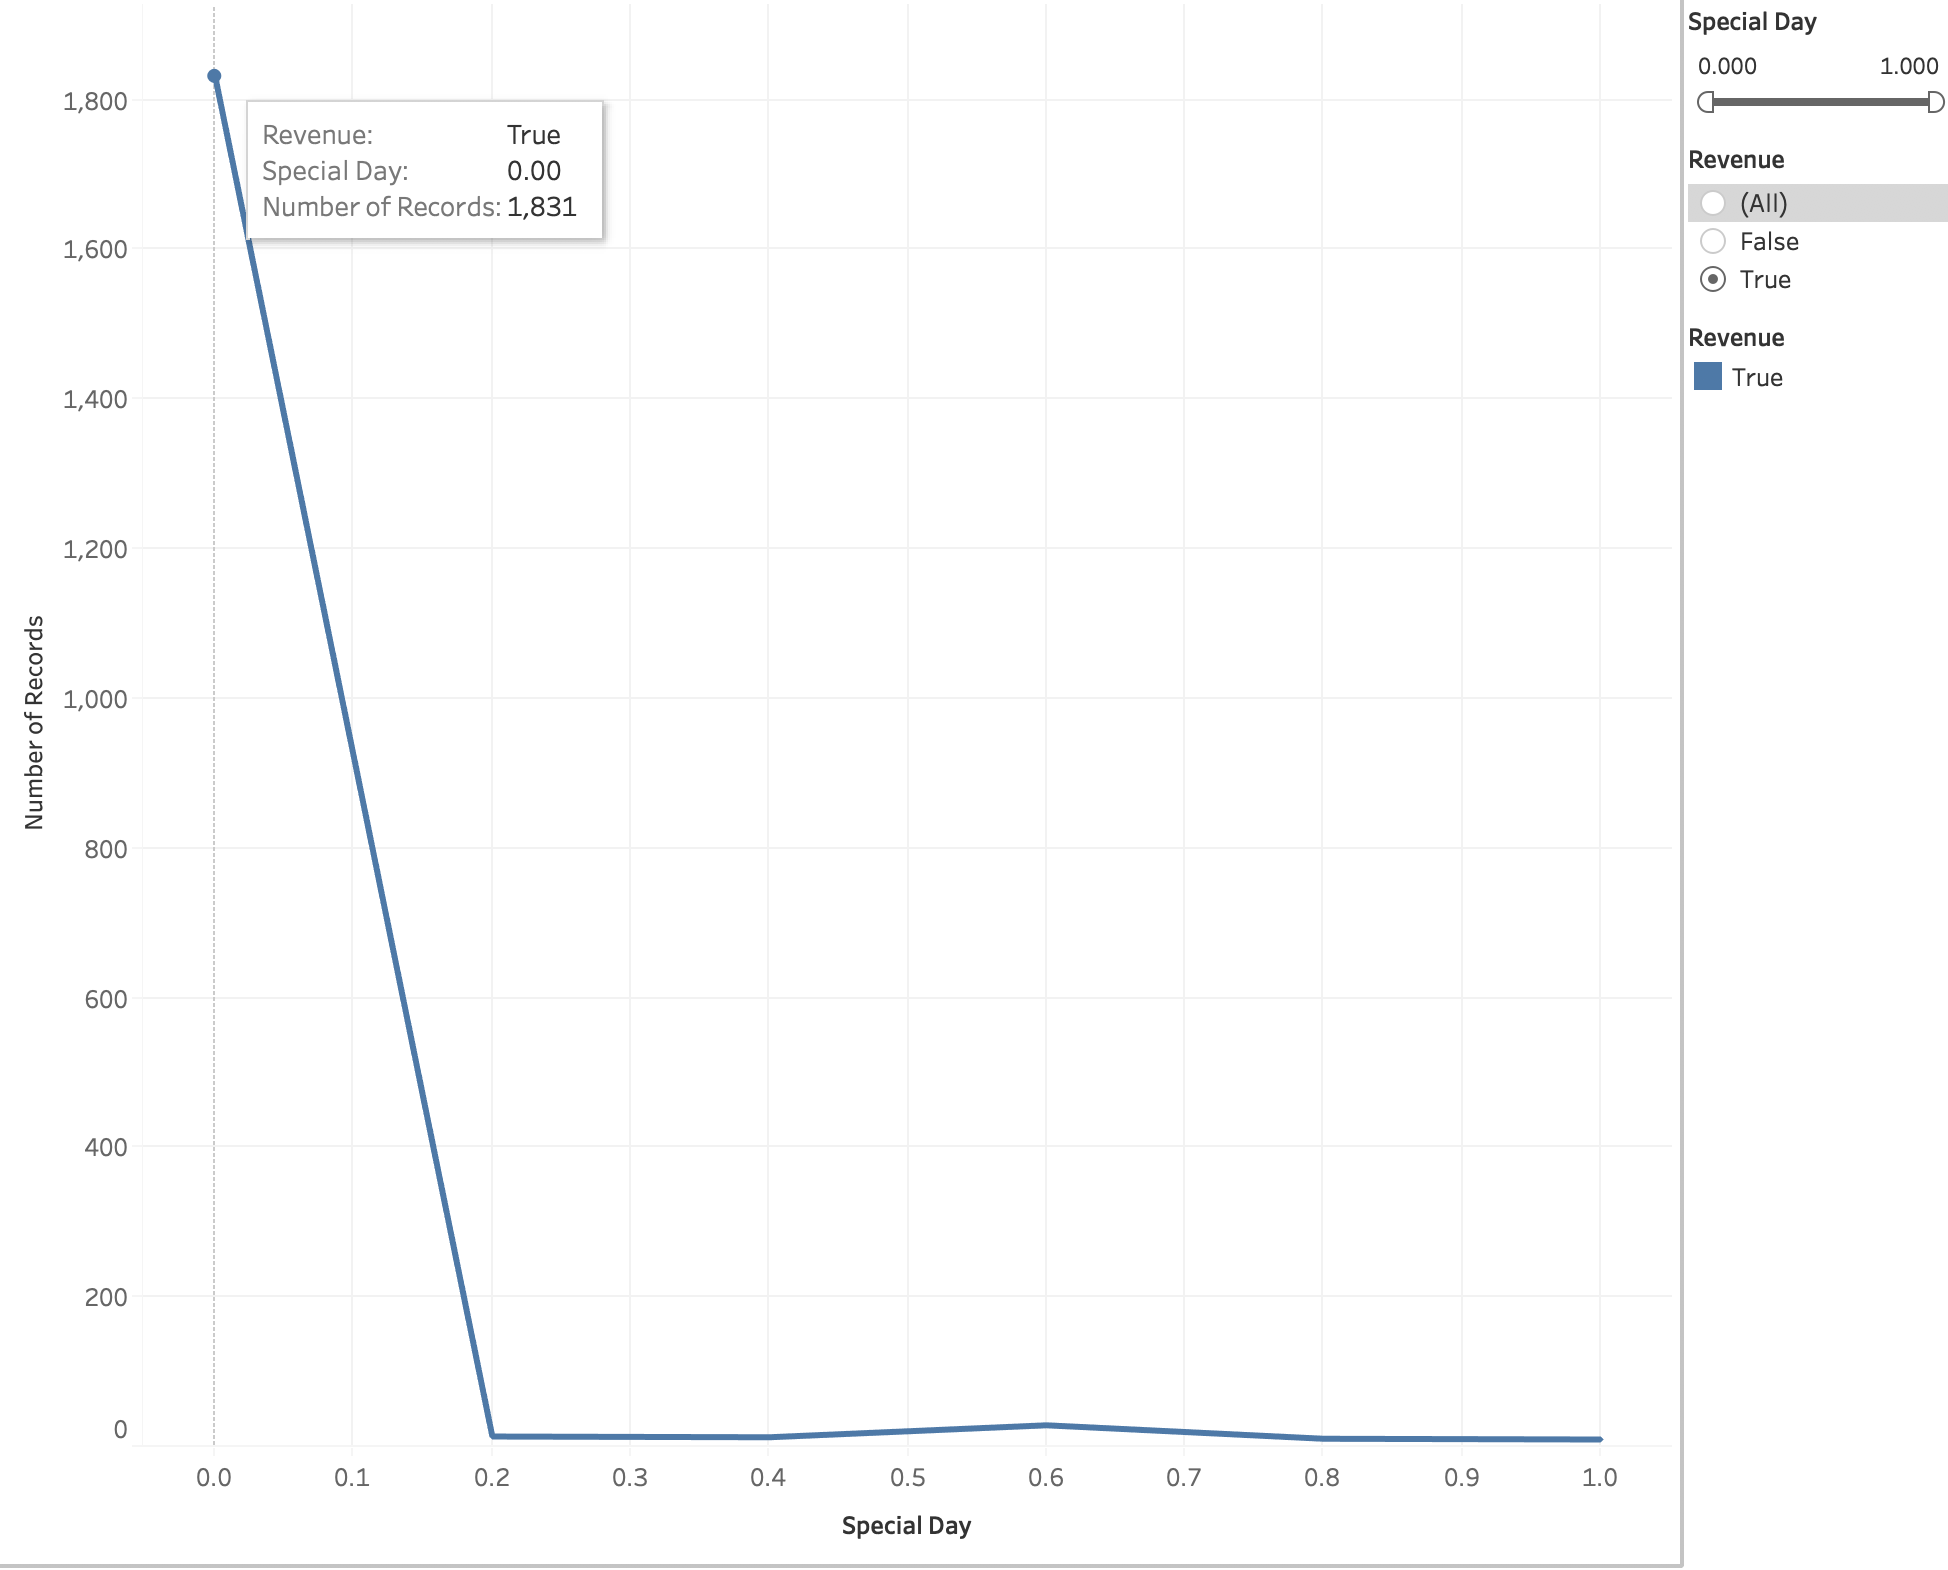 1,800
1,600
1,400
1,200
1,000
800
600
400
200
0
Number of Records
Revenue: True
Special Day: 0.00
Number of Records: 1,831
0.0 0.1 0.2 0.3 0.4 0.5 0.6 0.7 0.8 0.9 1.0
Special Day
Special Day
0.000 1.000
Revenue
(All)
False
True
Revenue
True